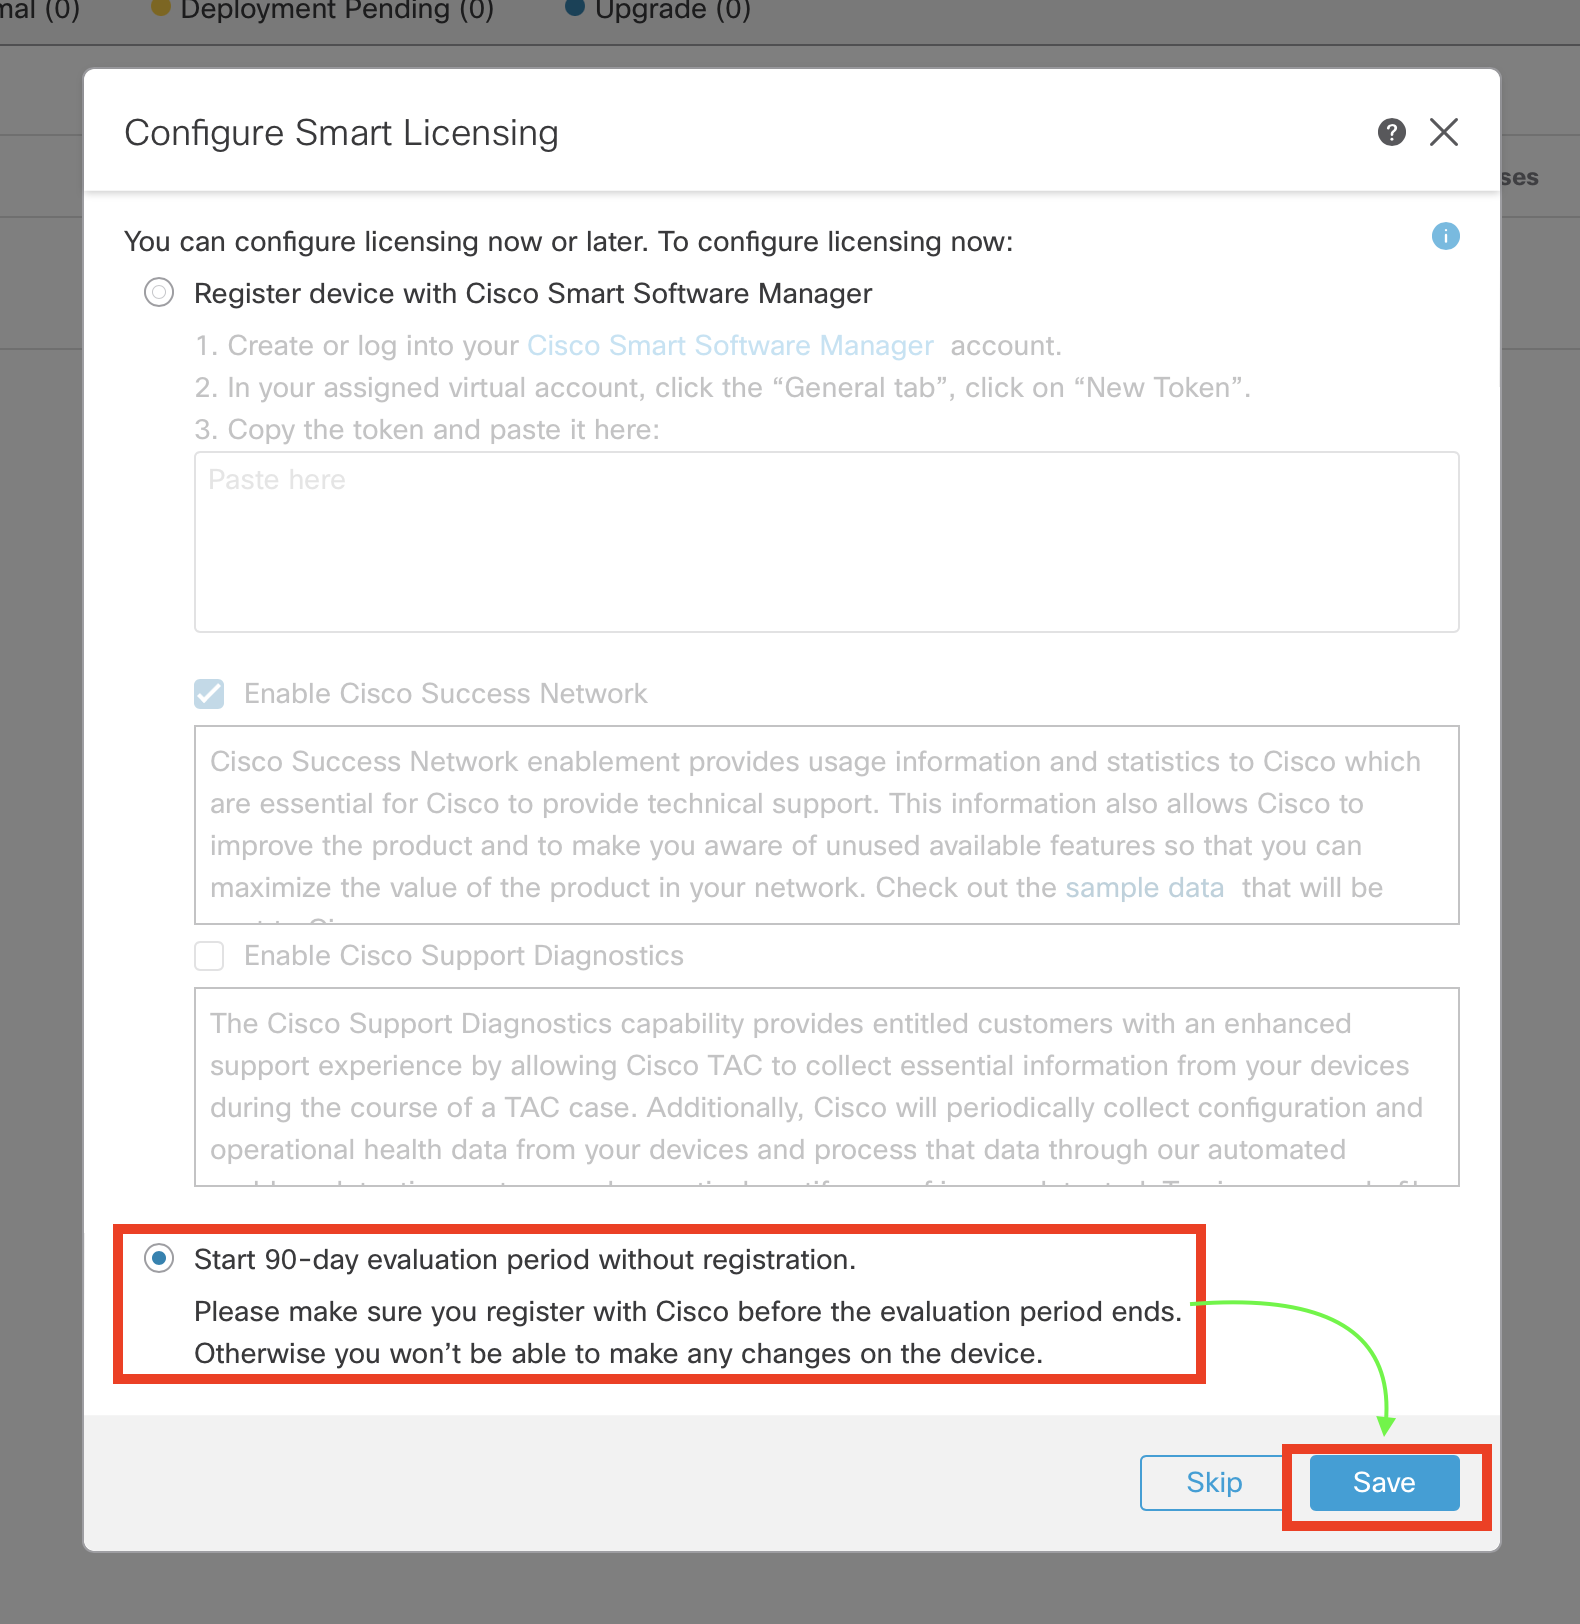 (0)
Deployment Pending (0)
Upgrade (0)
Configure Smart Licensing
?
You can configure licensing now or later. To configure licensing now:
i
Register device with Cisco Smart Software Manager
1. Create or log into your Cisco Smart Software Manager account.
2. In your assigned virtual account, click the “General tab”, click on “New Token”.
3. Copy the token and paste it here:
Paste here
Enable Cisco Success Network
Cisco Success Network enablement provides usage information and statistics to Cisco which
are essential for Cisco to provide technical support. This information also allows Cisco to
improve the product and to make you aware of unused available features so that you can
maximize the value of the product in your network. Check out the sample data that will be
Enable Cisco Support Diagnostics
The Cisco Support Diagnostics capability provides entitled customers with an enhanced
support experience by allowing Cisco TAC to collect essential information from your devices
during the course of a TAC case. Additionally, Cisco will periodically collect configuration and
operational health data from your devices and process that data through our automated
Start 90-day evaluation period without registration.
Please make sure you register with Cisco before the evaluation period ends.
Otherwise you won’t be able to make any changes on the device.
Skip
Save